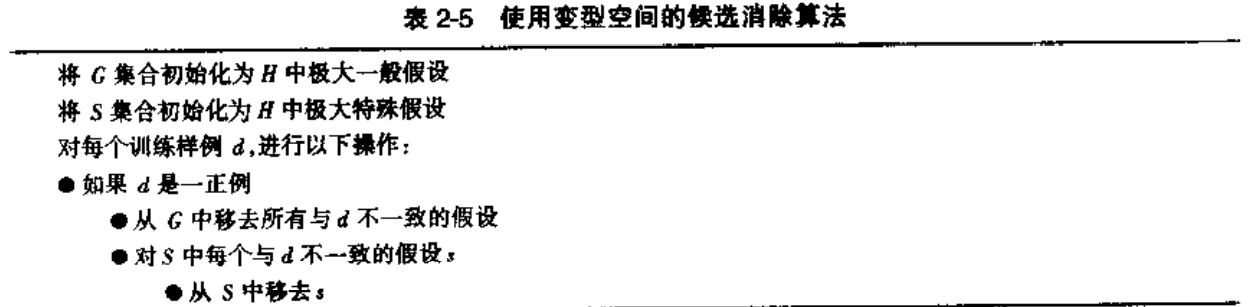 表 2-5 使用变型空间的候选消除算法
将 G 集合初始化为 H 中极大一般假设
将 S 集合初始化为 H 中极大特殊假设
对每个训练样例 d,进行以下操作:
● 如果 d 是一正例
● 从 G 中移去所有与 d 不一致的假设
● 对 S 中每个与 d 不一致的假设 s
● 从 S 中移去 s